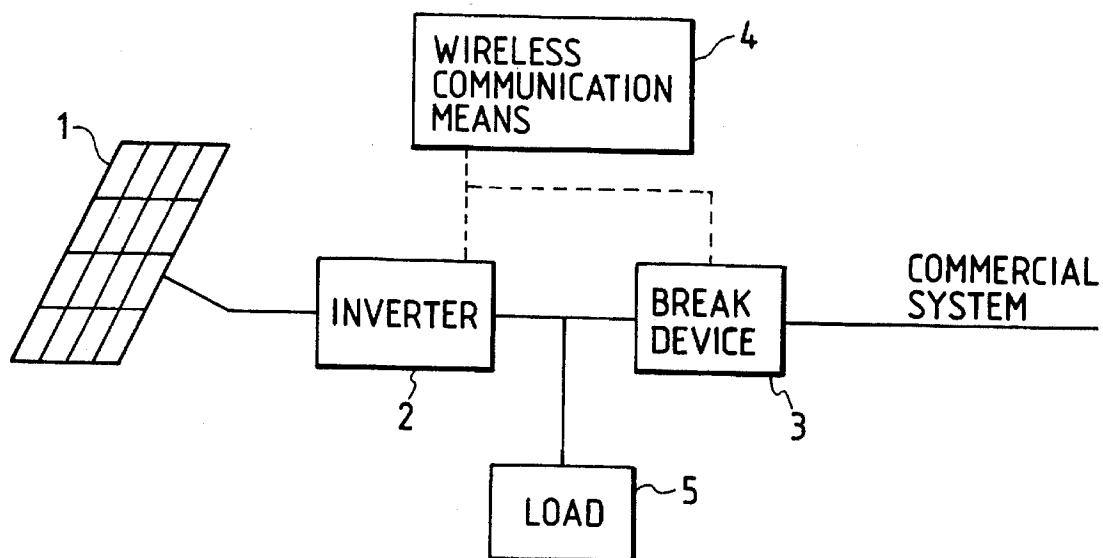 WIRELESS
COMMUNICATION
MEANS
4
1
INVERTER
2
BREAK
DEVICE
3
COMMERCIAL
SYSTEM
LOAD
5